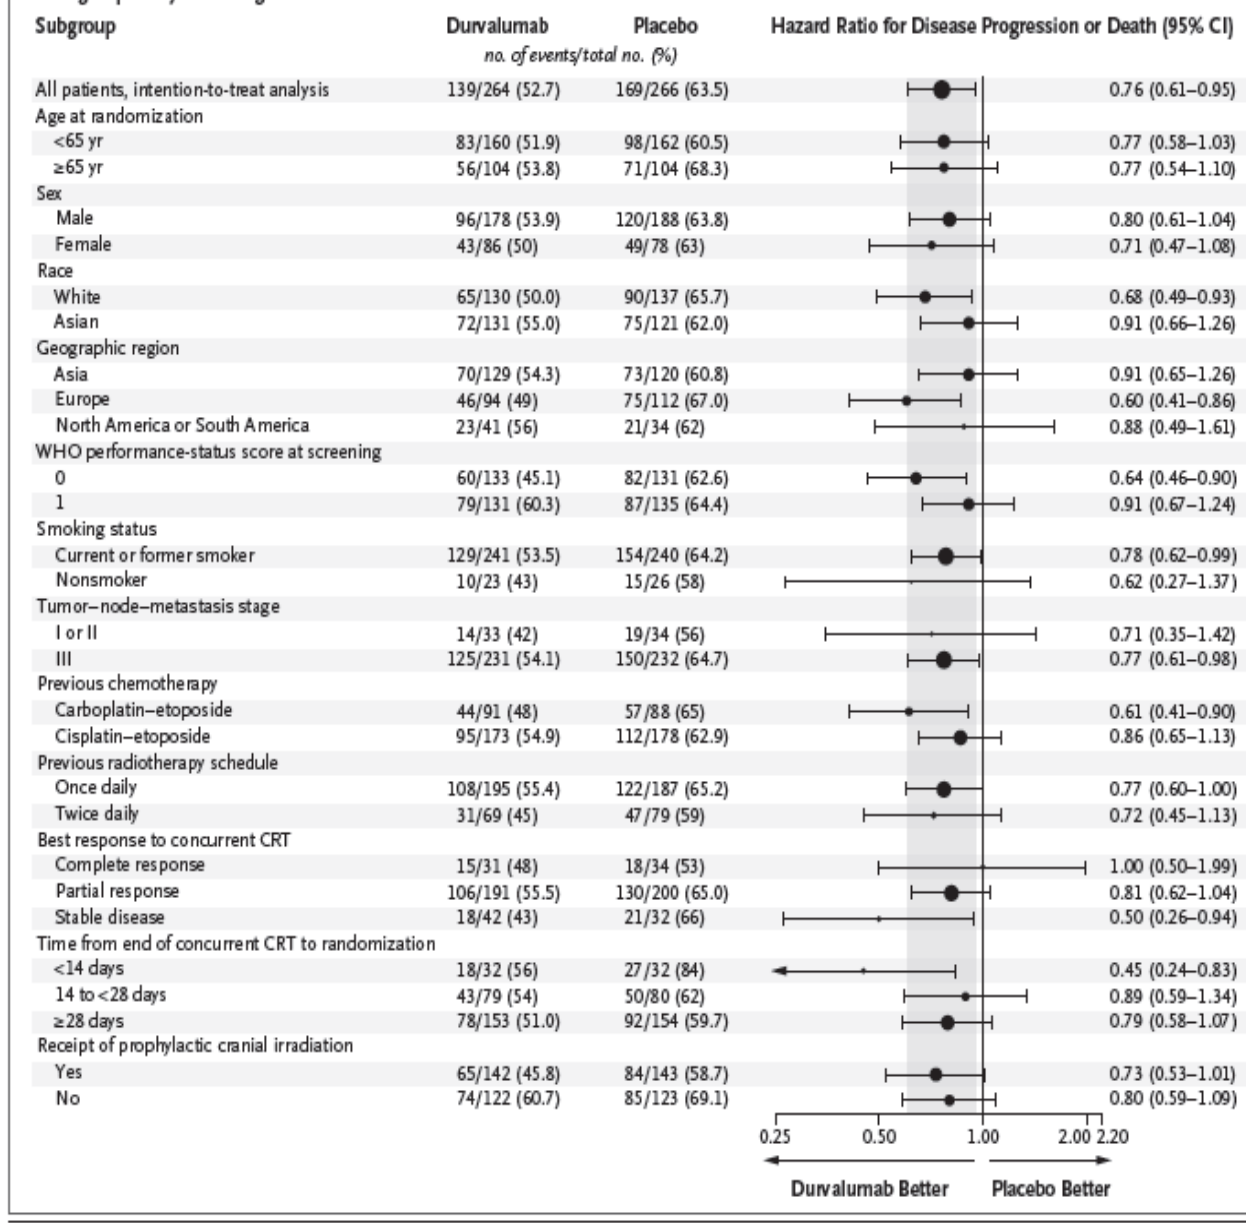 Subgroup Durvalumab Placebo Hazard Ratio for Disease Progression or Death (95% CI)
no. of events/total no. (%)
All patients, intention-to-treat analysis 139/264 (52.7) 169/266 (63.5) 0.76 (0.61–0.95)
Age at randomization
<65 yr 83/160 (51.9) 98/162 (60.5) 0.77 (0.58–1.03)
≥65 yr 56/104 (53.8) 71/104 (68.3) 0.77 (0.54–1.10)
Sex
Male 96/178 (53.9) 120/188 (63.8) 0.80 (0.61–1.04)
Female 43/86 (50) 49/78 (63) 0.71 (0.47–1.08)
Race
White 65/130 (50.0) 90/137 (65.7) 0.68 (0.49–0.93)
Asian 72/131 (55.0) 75/121 (62.0) 0.91 (0.66–1.26)
Geographic region
Asia 70/129 (54.3) 73/120 (60.8) 0.91 (0.65–1.26)
Europe 46/94 (49) 75/112 (67.0) 0.60 (0.41–0.86)
North America or South America 23/41 (56) 21/34 (62) 0.88 (0.49–1.61)
WHO performance-status score at screening
0 60/133 (45.1) 82/131 (62.6) 0.64 (0.46–0.90)
1 79/131 (60.3) 87/135 (64.4) 0.91 (0.67–1.24)
Smoking status
Current or former smoker 129/241 (53.5) 154/240 (64.2) 0.78 (0.62–0.99)
Nonsmoker 10/23 (43) 15/26 (58) 0.62 (0.27–1.37)
Tumor–node–metastasis stage
I or II 14/33 (42) 19/34 (56) 0.71 (0.35–1.42)
III 125/231 (54.1) 150/232 (64.7) 0.77 (0.61–0.98)
Previous chemotherapy
Carboplatin–etoposide 44/91 (48) 57/88 (65) 0.61 (0.41–0.90)
Cisplatin–etoposide 95/173 (54.9) 112/178 (62.9) 0.86 (0.65–1.13)
Previous radiotherapy schedule
Once daily 108/195 (55.4) 122/187 (65.2) 0.77 (0.60–1.00)
Twice daily 31/69 (45) 47/79 (59) 0.72 (0.45–1.13)
Best response to concurrent CRT
Complete response 15/31 (48) 18/34 (53) 1.00 (0.50–1.99)
Partial response 106/191 (55.5) 130/200 (65.0) 0.81 (0.62–1.04)
Stable disease 18/42 (43) 21/32 (66) 0.50 (0.26–0.94)
Time from end of concurrent CRT to randomization
<14 days 18/32 (56) 27/32 (84) 0.45 (0.24–0.83)
14 to <28 days 43/79 (54) 50/80 (62) 0.89 (0.59–1.34)
≥28 days 78/153 (51.0) 92/154 (59.7) 0.79 (0.58–1.07)
Receipt of prophylactic cranial irradiation
Yes 65/142 (45.8) 84/143 (58.7) 0.73 (0.53–1.01)
No 74/122 (60.7) 85/123 (69.1) 0.80 (0.59–1.09)
0.25 0.50 1.00 2.00 2.20
Durvalumab Better Placebo Better